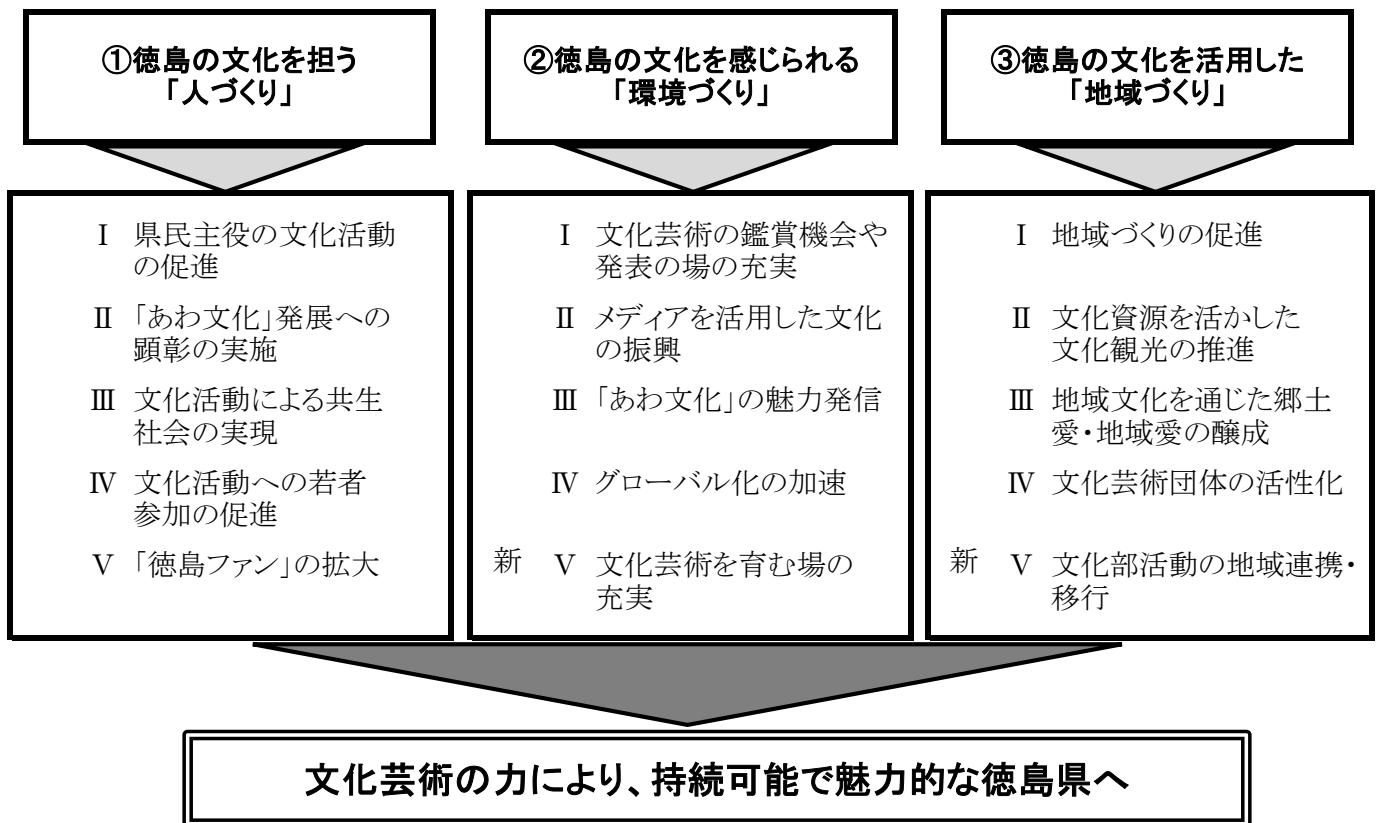 ①徳島の文化を担う
「人づくり」
Ⅰ 県民主役の文化活動
の促進
Ⅱ 「あわ文化」発展への
顕彰の実施
Ⅲ 文化活動による共生
社会の実現
Ⅳ 文化活動への若者
参加の促進
Ⅴ 「徳島ファン」の拡大
②徳島の文化を感じられる
「環境づくり」
Ⅰ 文化芸術の鑑賞機会や
発表の場の充実
Ⅱ メディアを活用した文化
の振興
Ⅲ 「あわ文化」の魅力発信
Ⅳ グローバル化の加速
新 Ⅴ 文化芸術を育む場の
充実
③徳島の文化を活用した
「地域づくり」
Ⅰ 地域づくりの促進
Ⅱ 文化資源を活かした
文化観光の推進
Ⅲ 地域文化を通じた郷土
愛・地域愛の醸成
Ⅳ 文化芸術団体の活性化
新 Ⅴ 文化部活動の地域連携・
移行
文化芸術の力により、持続可能で魅力的な徳島県へ